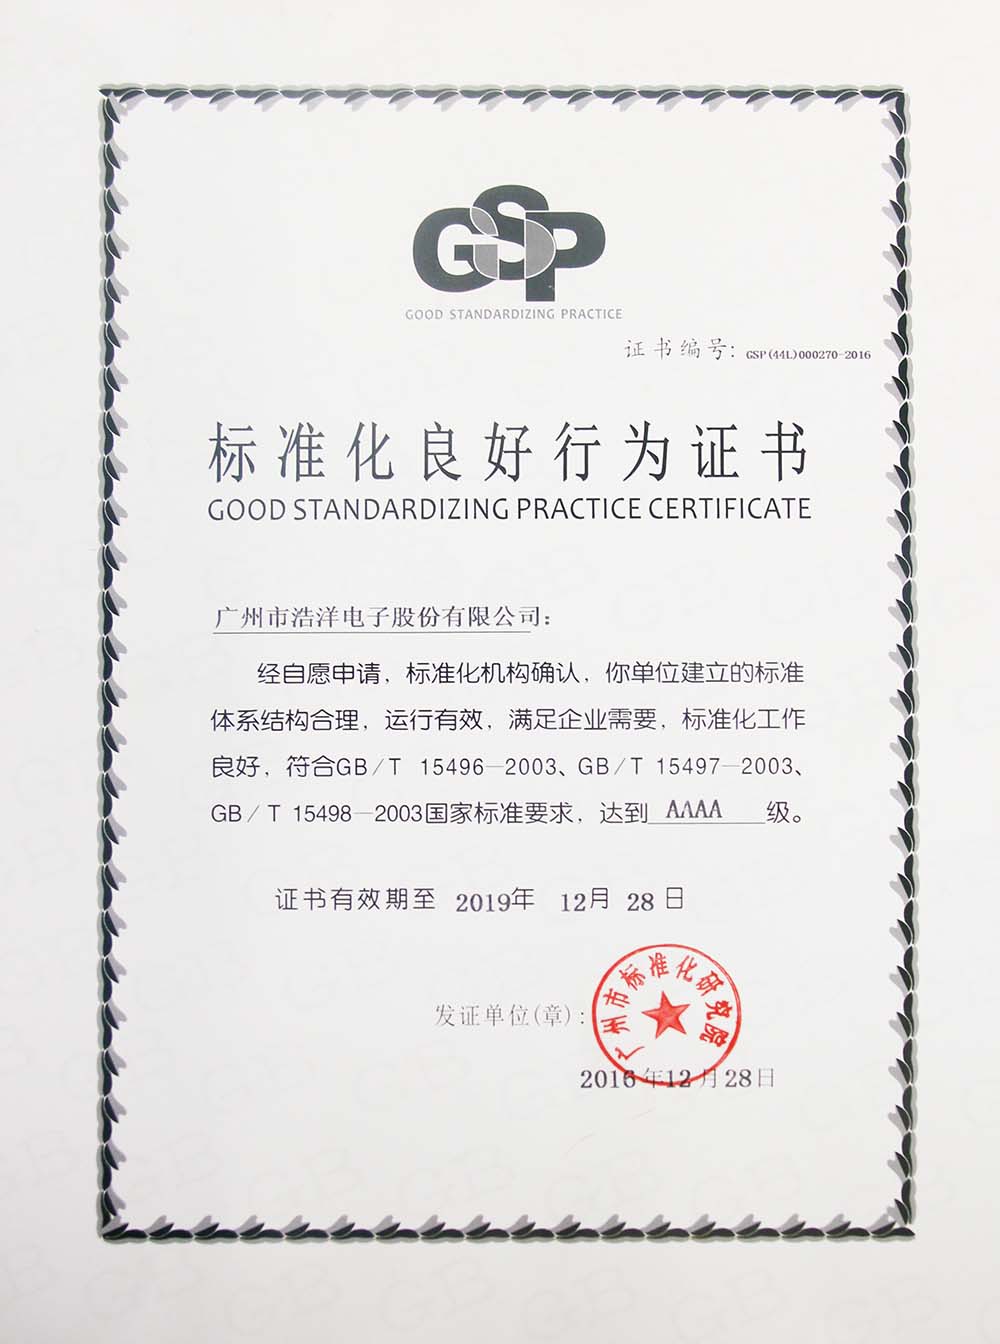 GSP
GOOD STANDARDIZING PRACTICE
证书编号: GSP(44L)000270-2016
标准化良好行为证书
GOOD STANDARDIZING PRACTICE CERTIFICATE
广州市浩洋电子股份有限公司:
经自愿申请，标准化机构确认，你单位建立的标准
体系结构合理，运行有效，满足企业需要，标准化工作
良好，符合GB/T 15496—2003、GB/T 15497—2003、
GB/T 15498—2003国家标准要求，达到 AAAA 级。
证书有效期至 2019年 12月 28日
发证单位(章):
广州市标准化研究院
2016年12月28日